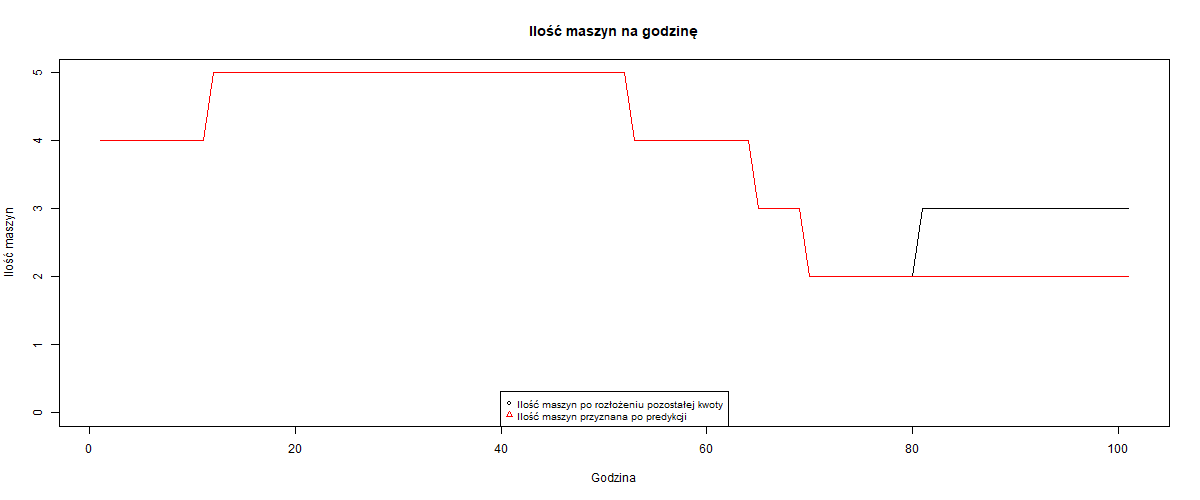 Ilość maszyn na godzinę
Ilość maszyn
5
4
3
2
1
0
Ilość maszyn po rozłożeniu pozostałej kwoty
Ilość maszyn przyznana po predykcji
0 20 40 60 80 100
Godzina